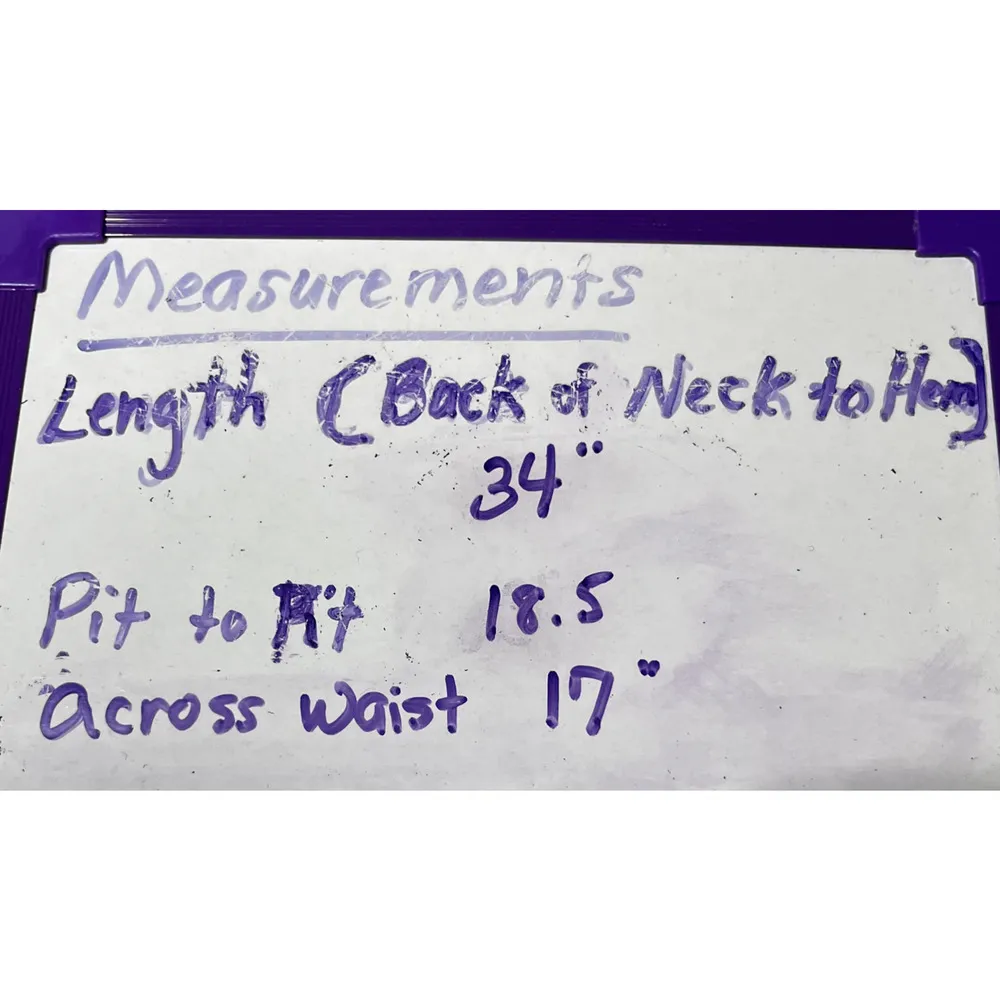 Measurements
Length (Back of Neck to Hem)
34"
Pit to Pit 18.5
Across Waist 17"